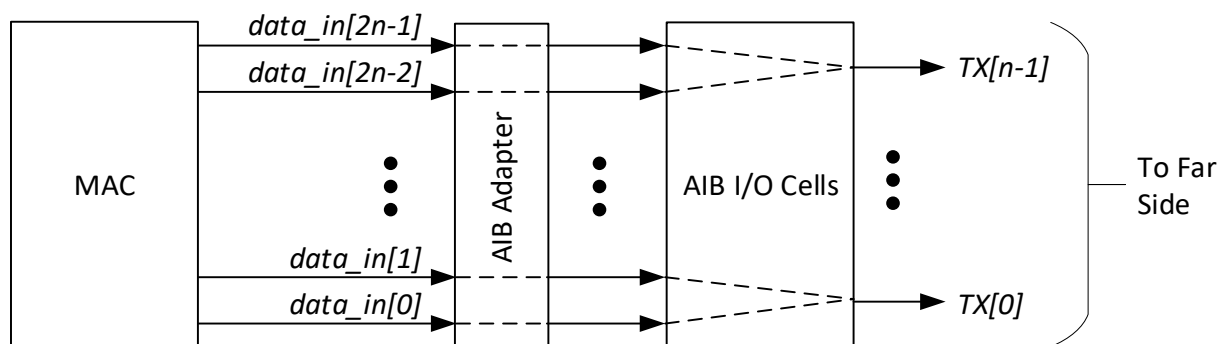 data_in[2n-1]
data_in[2n-2]
TX[n-1]
MAC
AIB Adapter
AIB I/O Cells
To Far
Side
data_in[1]
data_in[0]
TX[0]